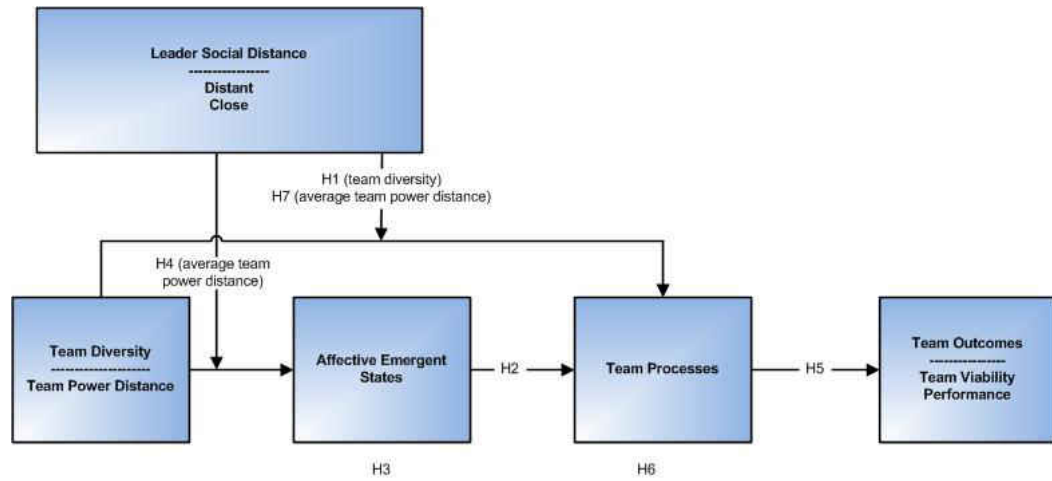 Leader Social Distance
-----------------
Distant
Close
H1 (team diversity)
H7 (average team power distance)
H4 (average team
power distance)
Team Diversity
---------------------
Team Power Distance
Affective Emergent
States
H2
Team Processes
H5
Team Outcomes
----------------
Team Viability
Performance
H3
H6